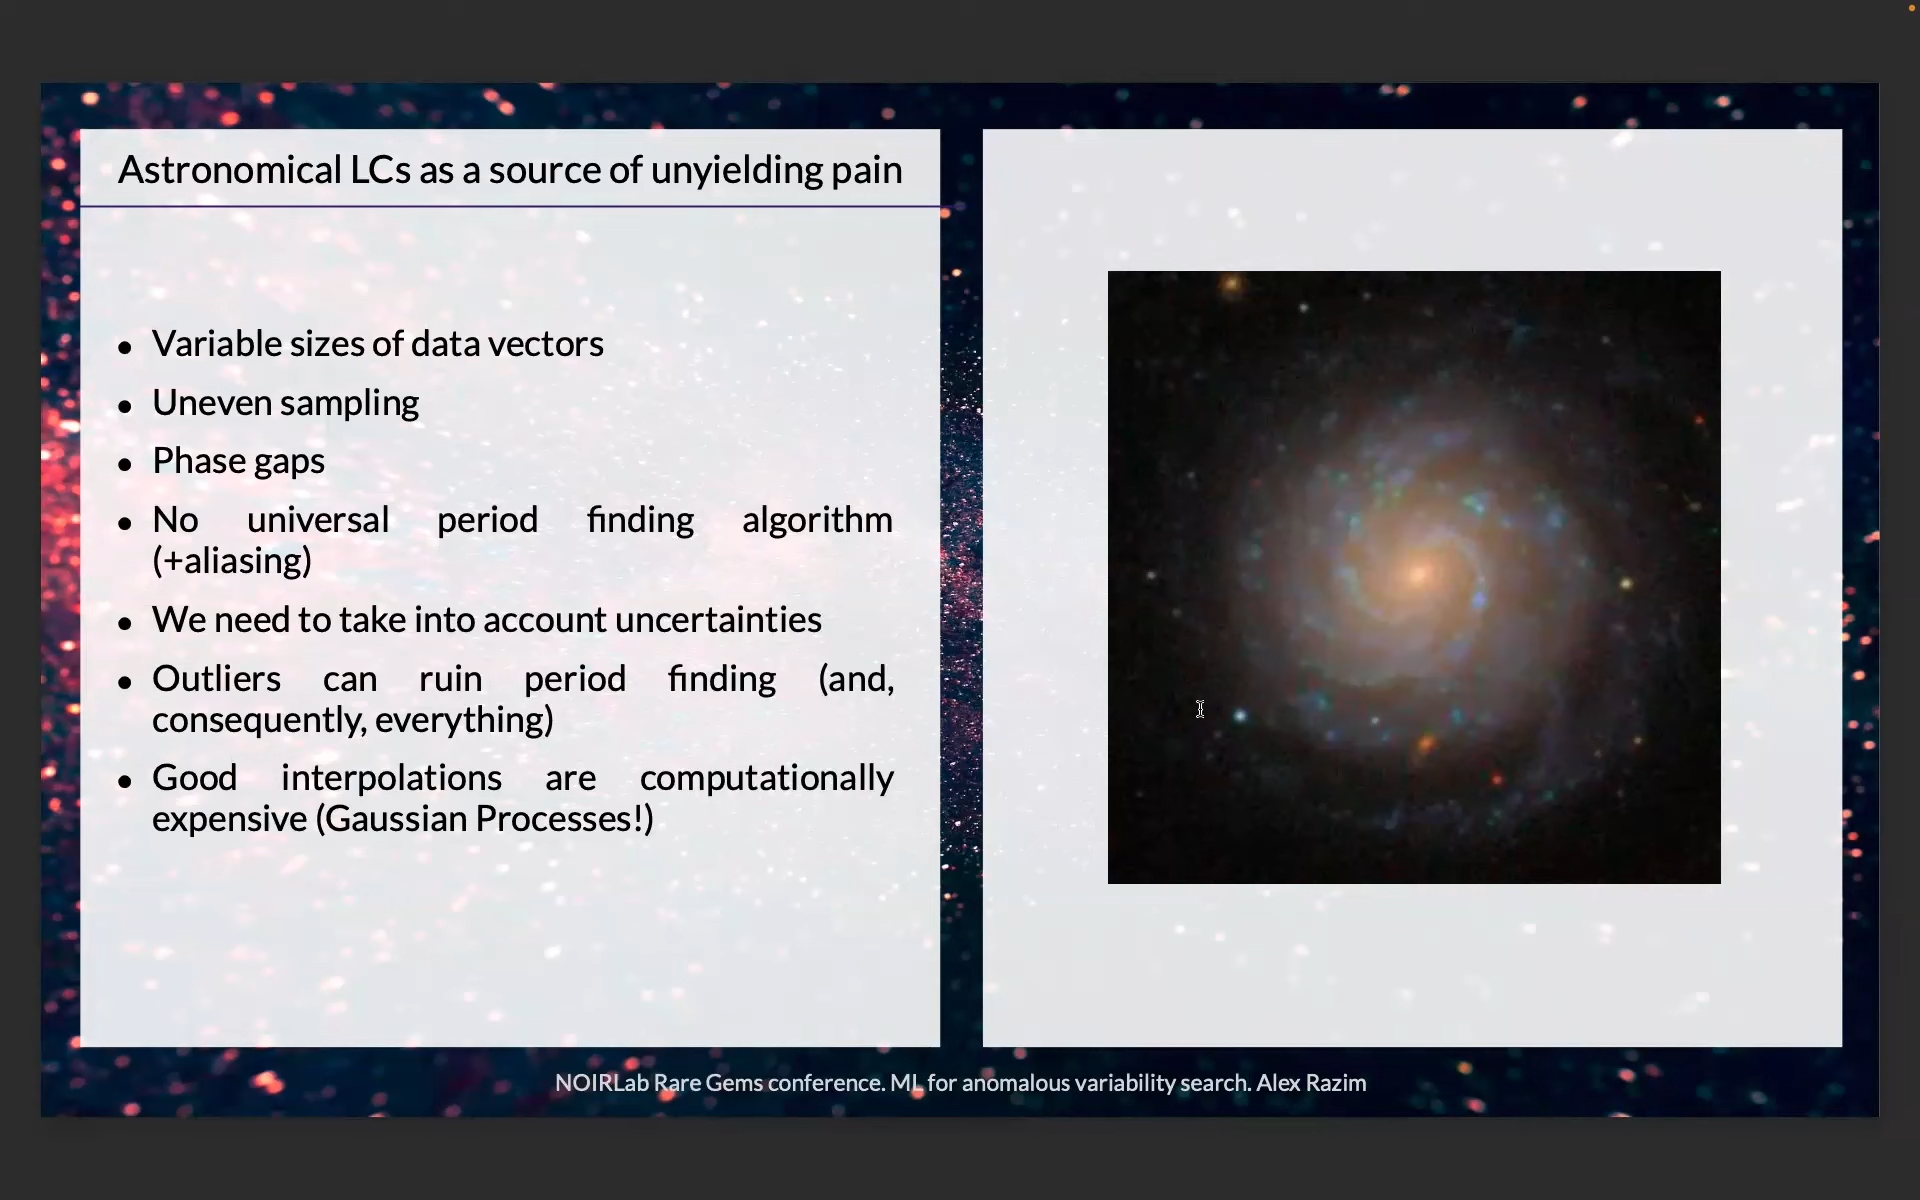 Astronomical LCs as a source of unyielding pain
• Variable sizes of data vectors
• Uneven sampling
• Phase gaps
• No universal period finding algorithm
(+aliasing)
• We need to take into account uncertainties
• Outliers can ruin period finding (and,
consequently, everything)
• Good interpolations are computationally
expensive (Gaussian Processes!)
NOIRLab Rare Gems conference. ML for anomalous variability search. Alex Razim